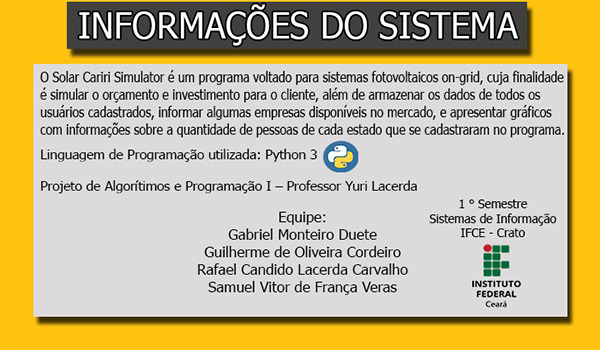 INFORMAÇÕES DO SISTEMA
O Solar Cariri Simulator é um programa voltado para sistemas fotovoltaicos on-grid, cuja finalidade
é simular o orçamento e investimento para o cliente, além de armazenar os dados de todos os
usuários cadastrados, informar algumas empresas disponíveis no mercado, e apresentar gráficos
com informações sobre a quantidade de pessoas de cada estado que se cadastraram no programa.
Linguagem de Programação utilizada: Python 3
Projeto de Algorítimos e Programação I – Professor Yuri Lacerda
Equipe:
Gabriel Monteiro Duete
Guilherme de Oliveira Cordeiro
Rafael Candido Lacerda Carvalho
Samuel Vitor de França Veras
1 ° Semestre
Sistemas de Informação
IFCE - Crato
INSTITUTO
FEDERAL
Ceará